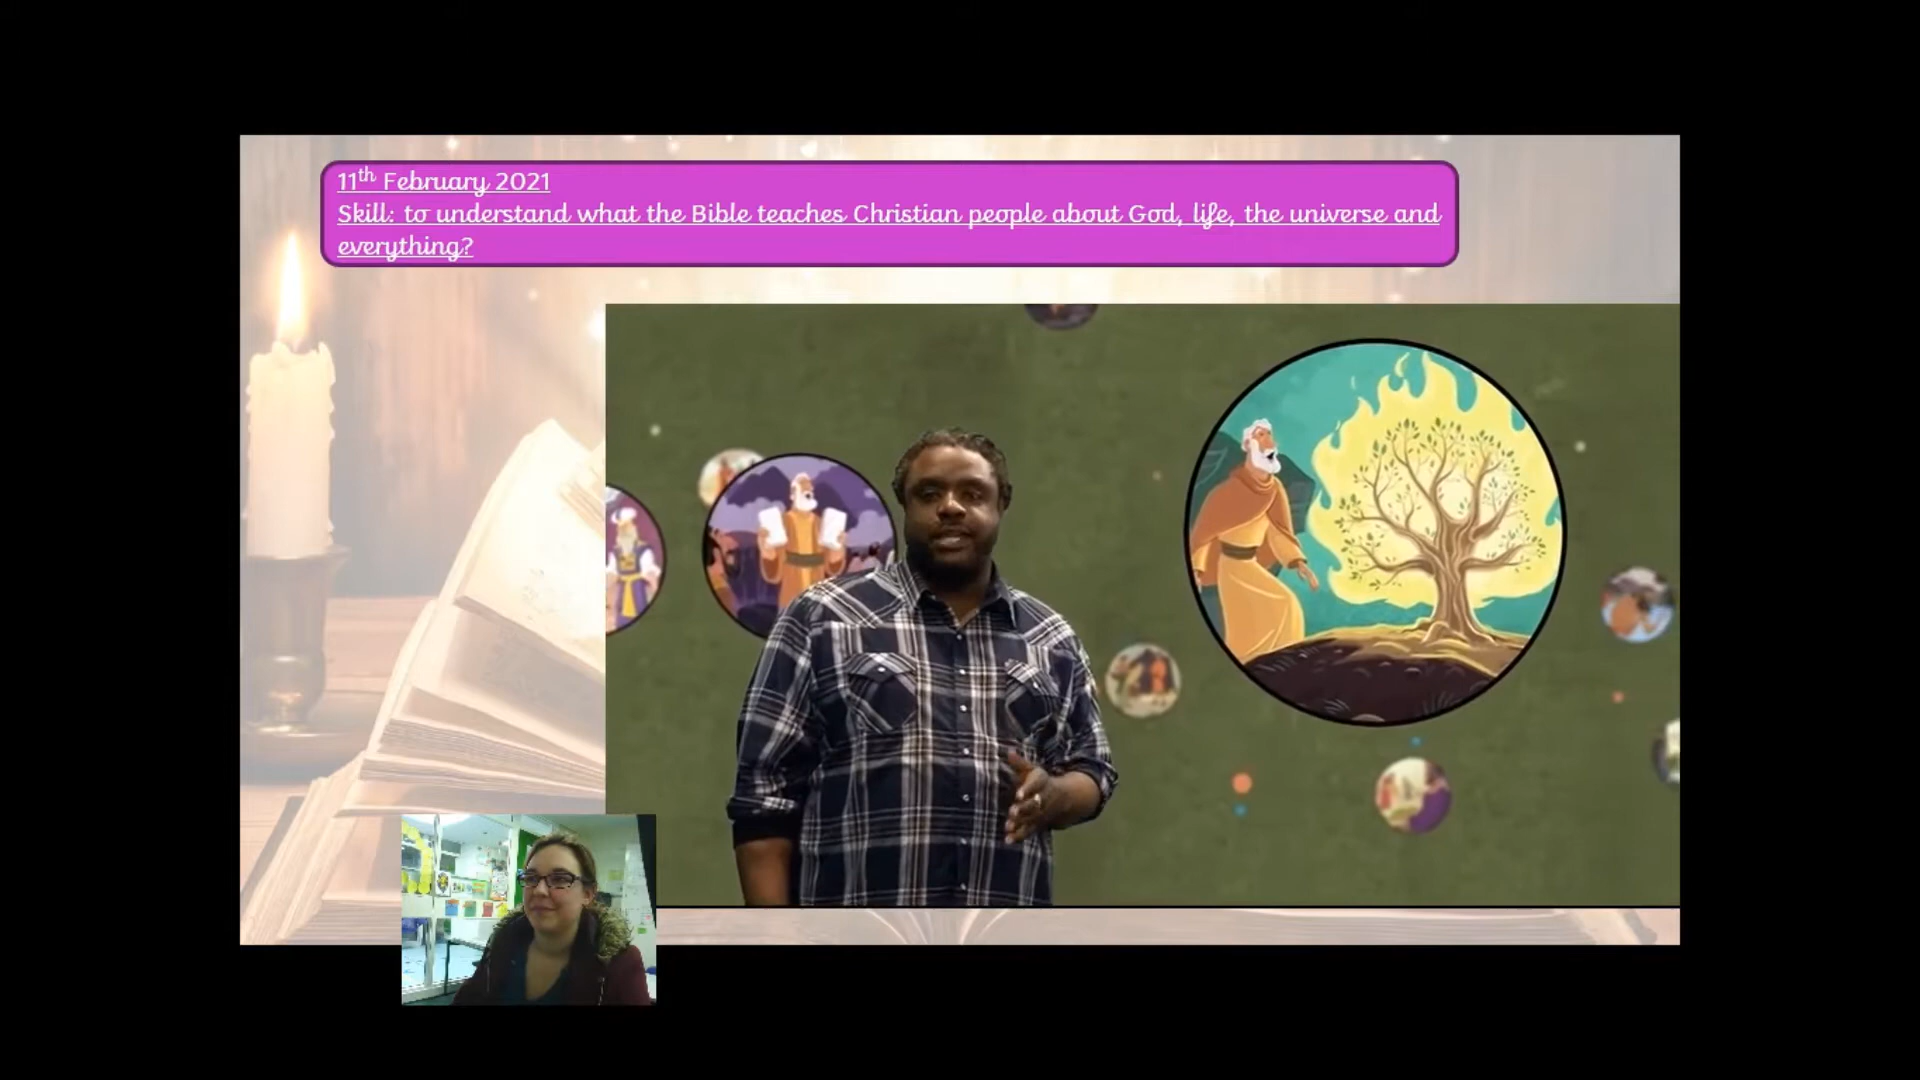 11th February 2021
Skill: to understand what the Bible teaches Christian people about God, life, the universe and
everything?